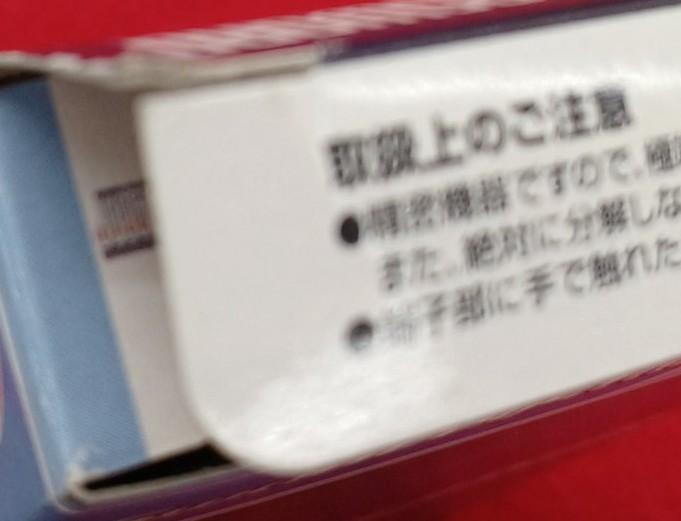 取扱上のご注意
●精密機器ですので、極
また、絶対に分解しな
●端子部に手で触れた